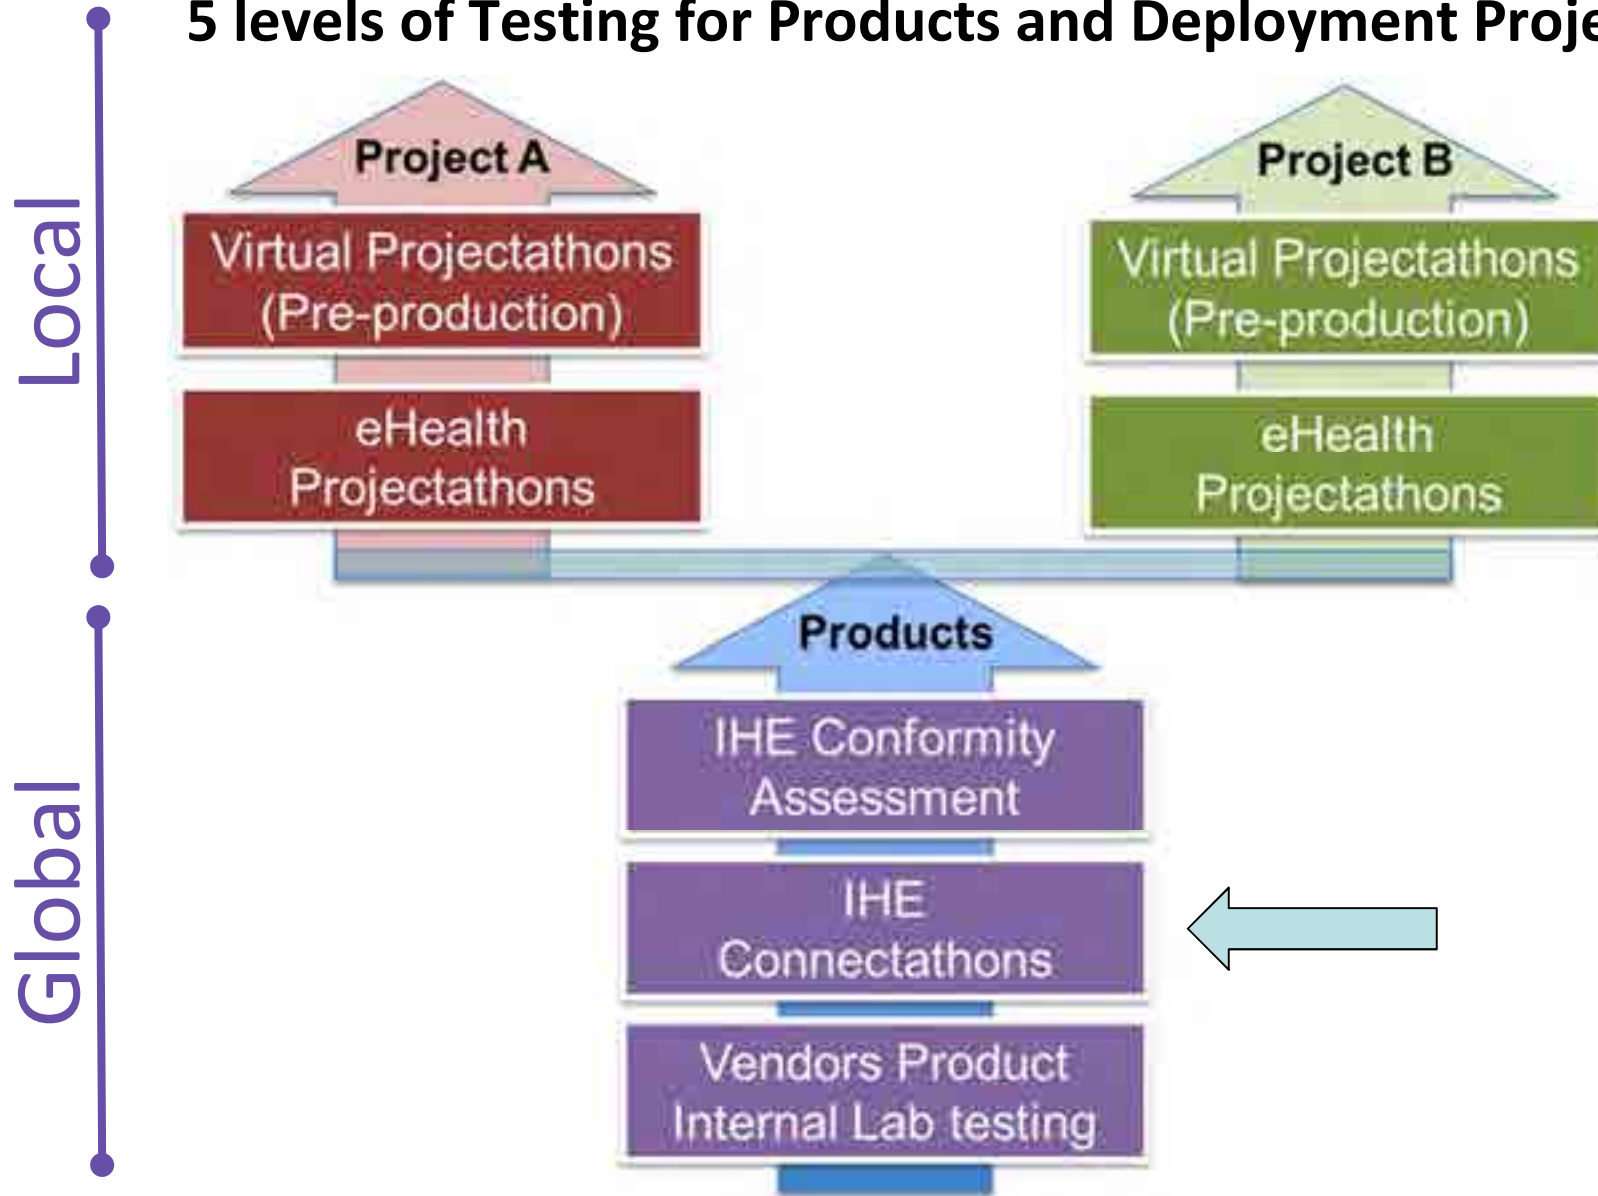 5 levels of Testing for Products and Deployment Proje
Local
Project A
Virtual Projectathons
(Pre-production)
eHealth
Projectathons
Project B
Virtual Projectathons
(Pre-production)
eHealth
Projectathons
Global
Products
IHE Conformity
Assessment
IHE
Connectathons
Vendors Product
Internal Lab testing